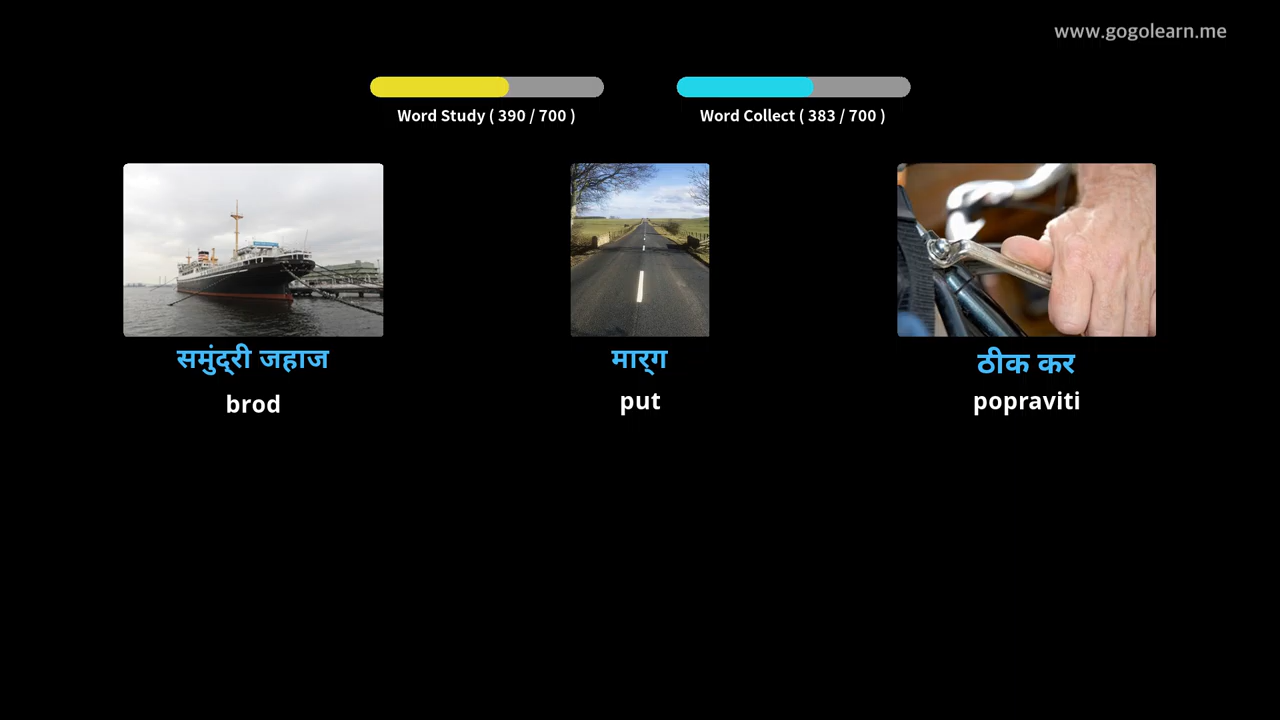 www.gogolearn.me
Word Study ( 390 / 700 )
Word Collect ( 383 / 700 )
समुंद्री जहाज
मार्ग
ठीक कर
brod
put
popraviti